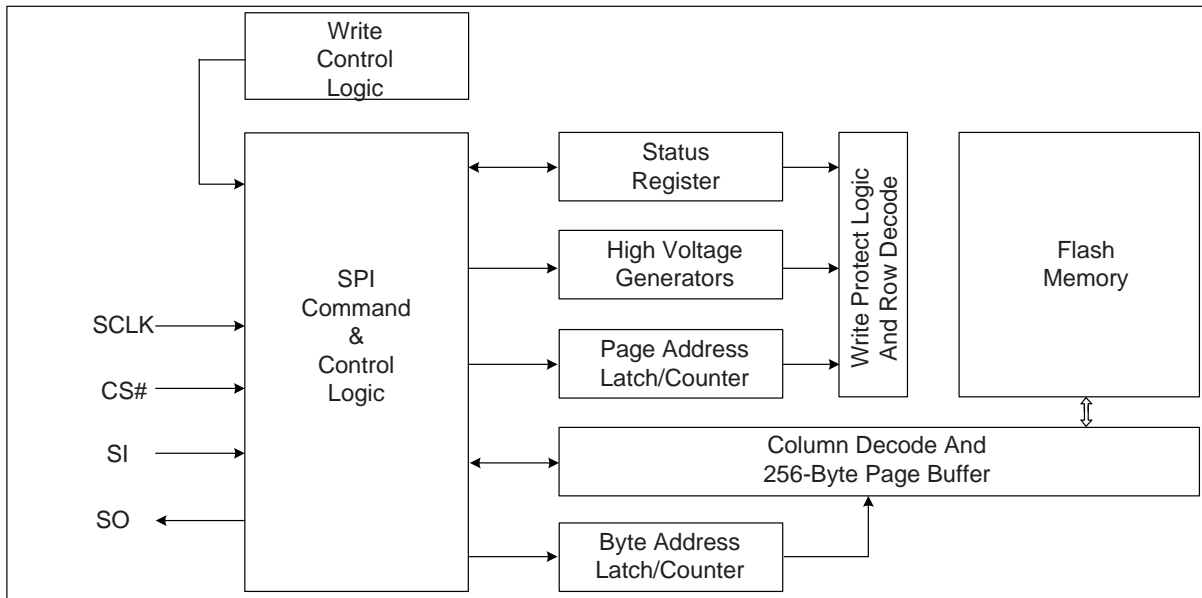 Write
Control
Logic
SPI
Command
&
Control
Logic
SCLK
CS#
SI
SO
Status
Register
High Voltage
Generators
Page Address
Latch/Counter
Write Protect Logic
And Row Decode
Flash
Memory
Column Decode And
256-Byte Page Buffer
Byte Address
Latch/Counter